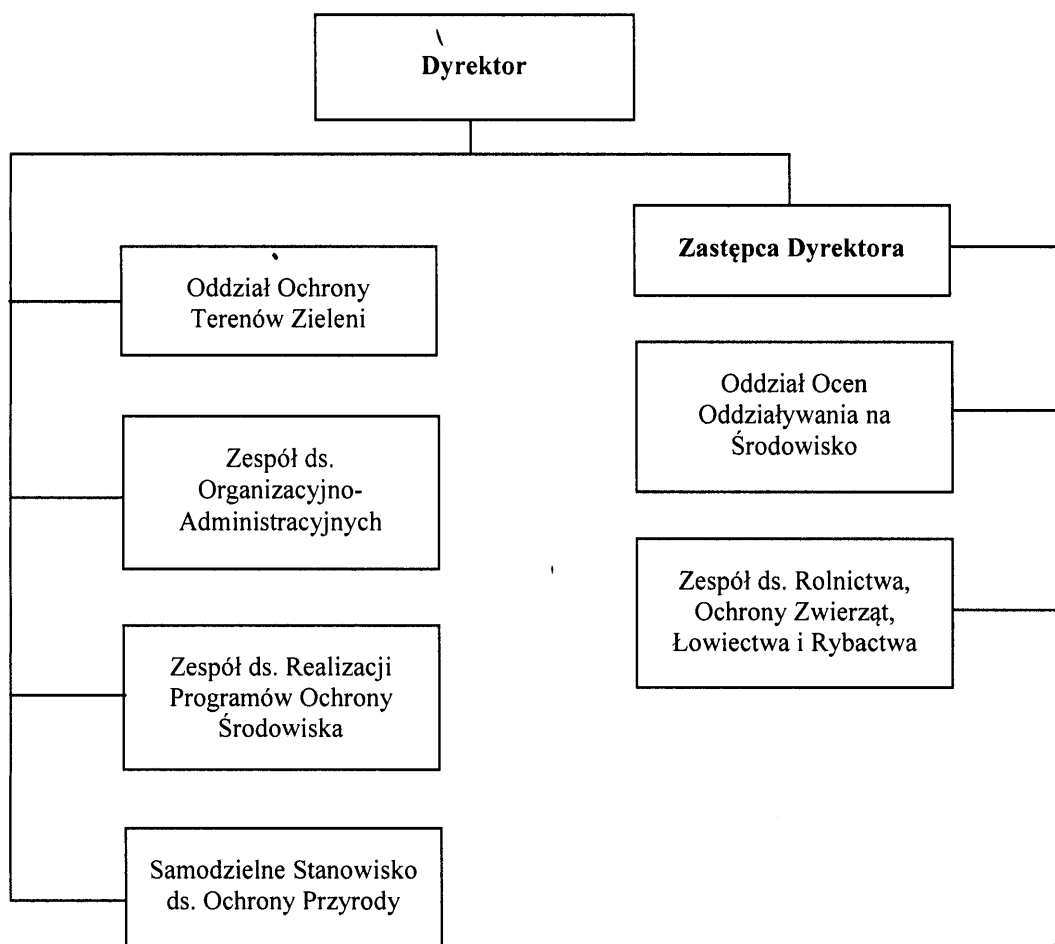 Dyrektor
Zastępca Dyrektora
Oddział Ochrony
Terenów Zieleni
Zespół ds.
Organizacyjno-
Administracyjnych
Zespół ds. Realizacji
Programów Ochrony
Środowiska
Samodzielne Stanowisko
ds. Ochrony Przyrody
Oddział Ocen
Oddziaływania na
Środowisko
Zespół ds. Rolnictwa,
Ochrony Zwierząt,
Łowiectwa i Rybactwa